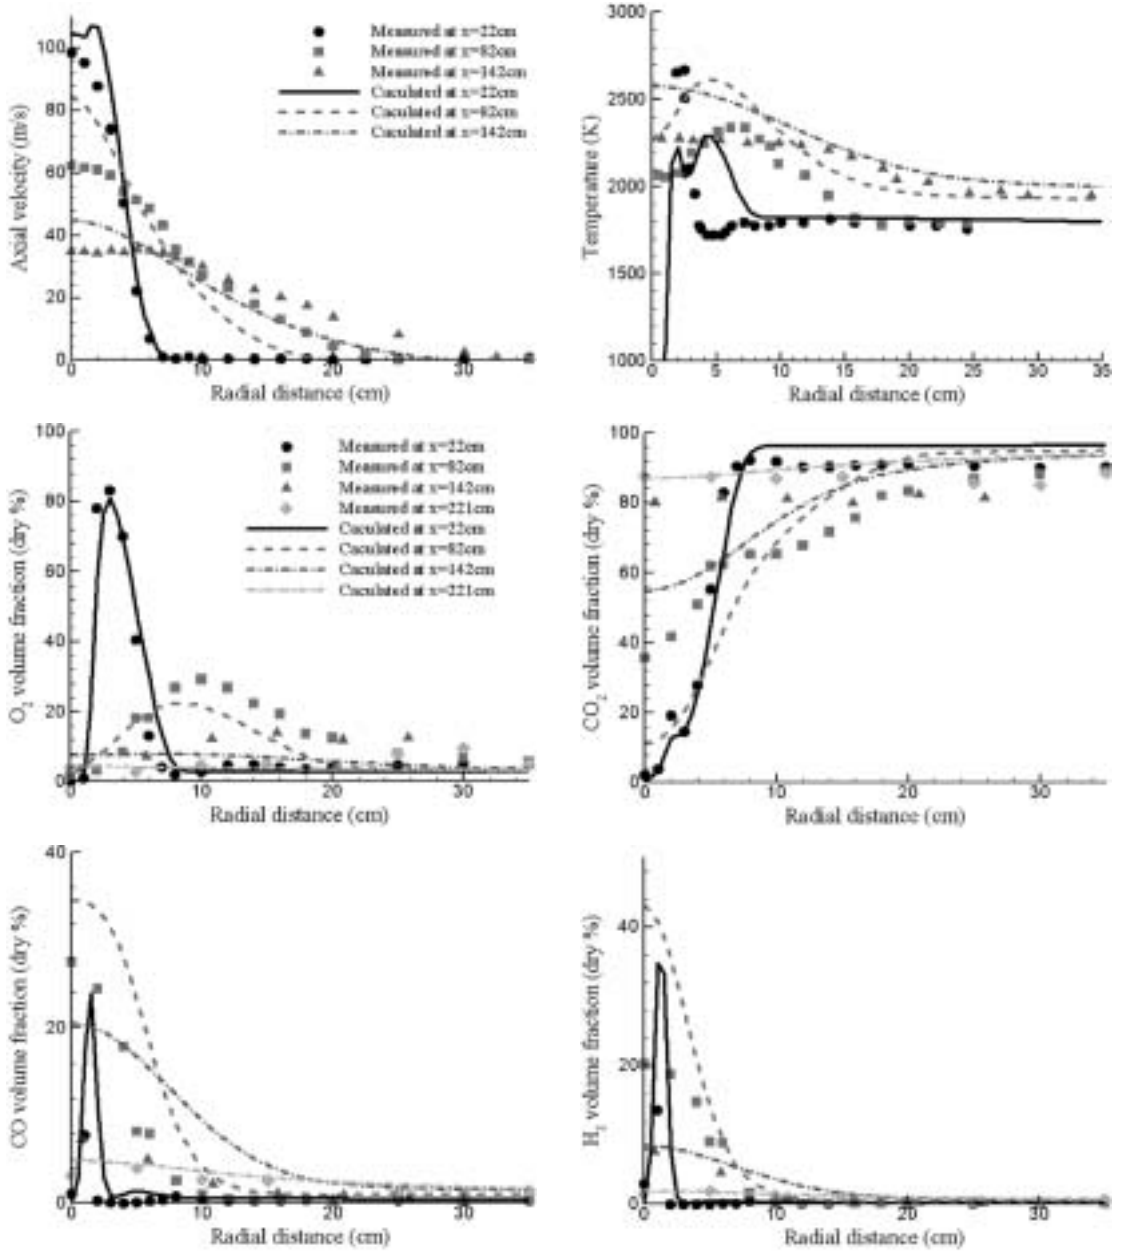 100
80
60
40
20
0
Axial velocity (m/s)
Measured at x=22cm
Measured at x=82cm
Measured at x=142cm
Caculated at x=22cm
Caculated at x=82cm
Caculated at x=142cm
0 10 20 30
Radial distance (cm)
3000
2500
2000
1500
1000
Temperature (K)
0 5 10 15 20 25 30 35
Radial distance (cm)
100
80
60
40
20
0
O2 volume fraction (dry %)
Measured at x=22cm
Measured at x=82cm
Measured at x=142cm
Measured at x=221cm
Caculated at x=22cm
Caculated at x=82cm
Caculated at x=142cm
Caculated at x=221cm
0 10 20 30
Radial distance (cm)
100
80
60
40
20
0
CO2 volume fraction (dry %)
0 10 20 30
Radial distance (cm)
40
20
0
CO volume fraction (dry %)
0 10 20 30
Radial distance (cm)
40
20
0
H2 volume fraction (dry %)
0 10 20 30
Radial distance (cm)